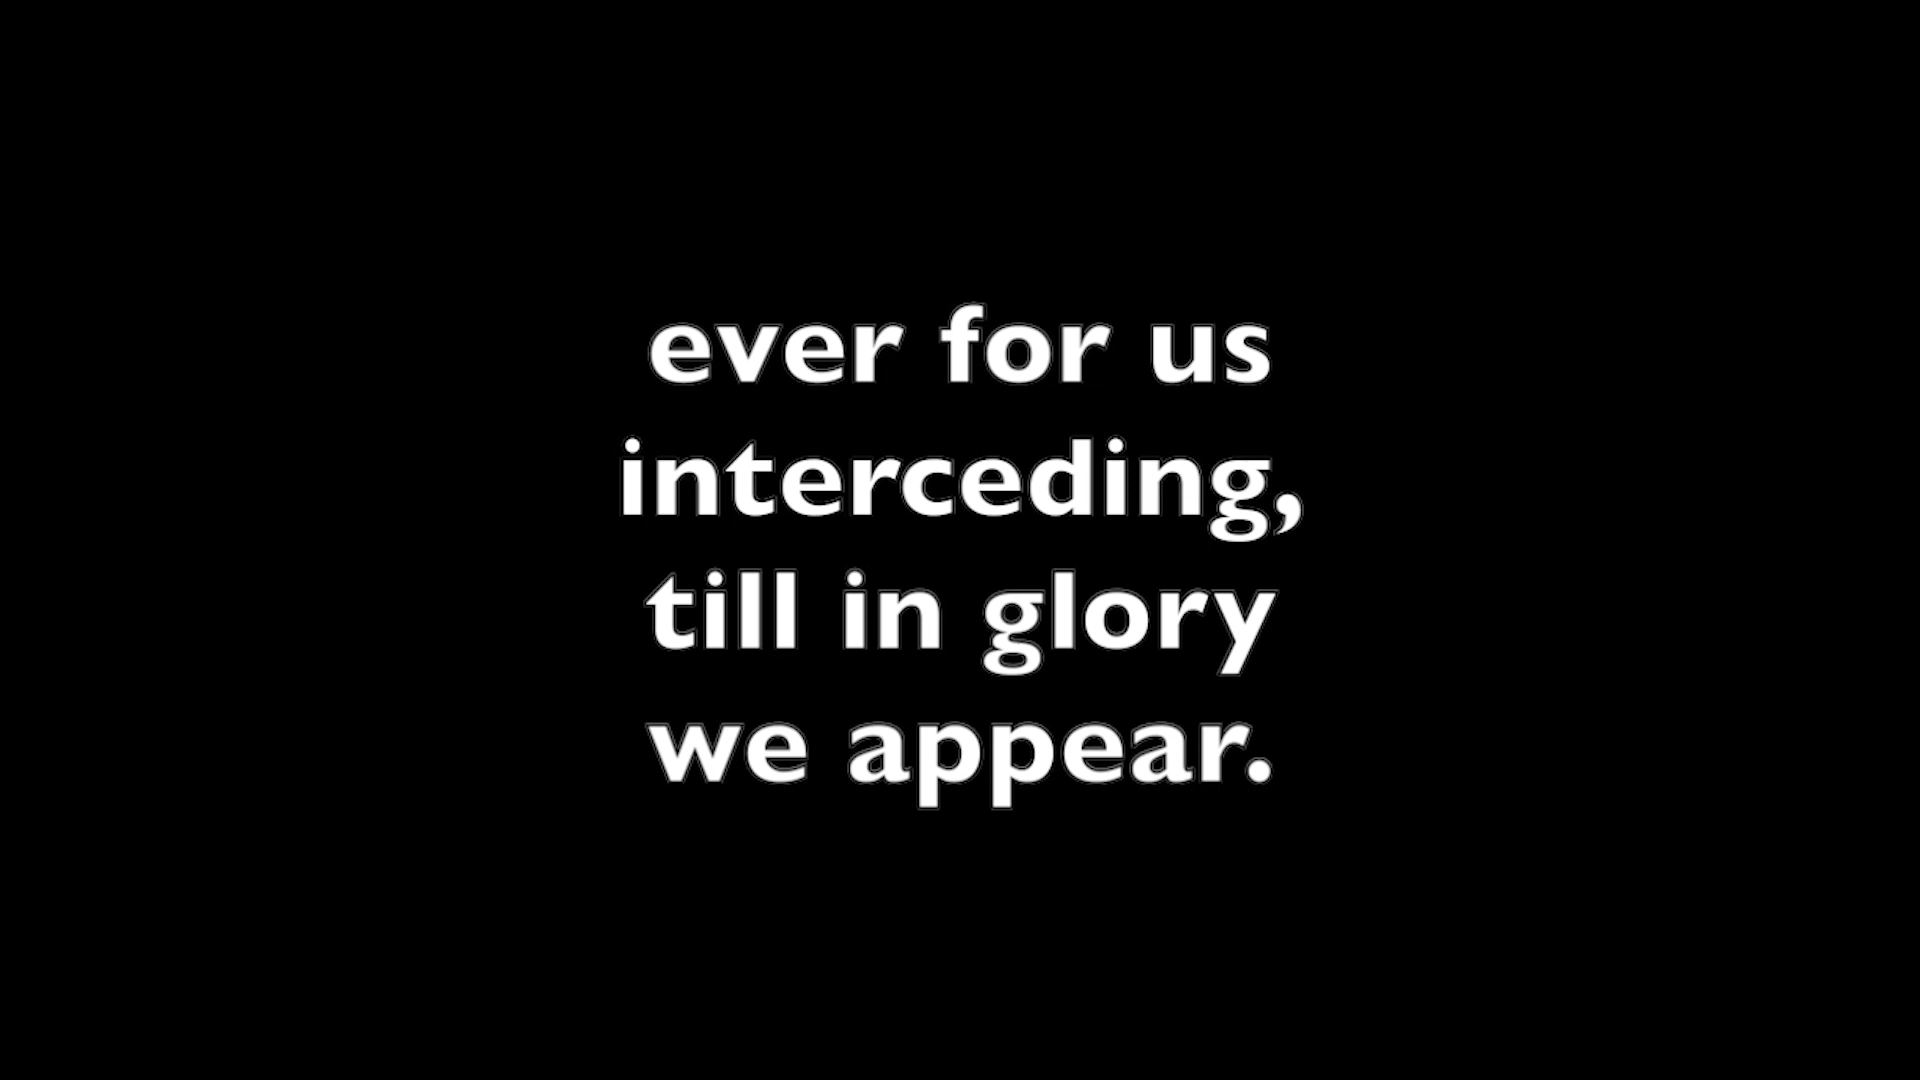 ever for us
interceding,
till in glory
we appear.